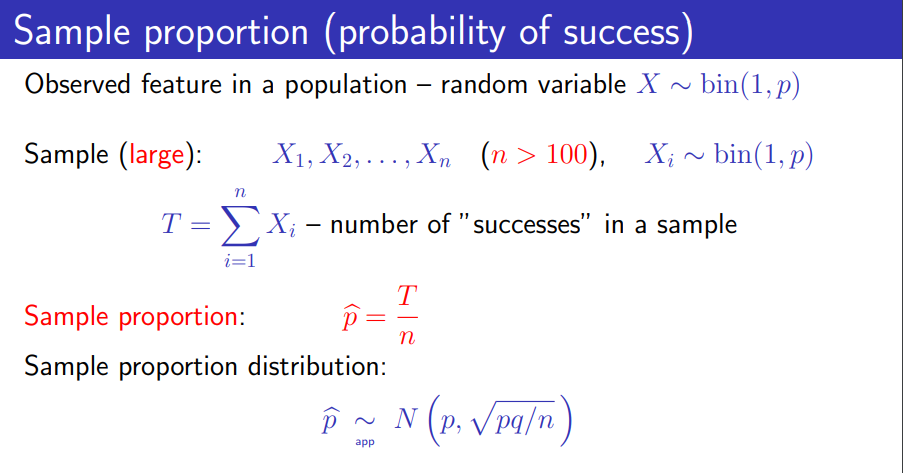 Sample proportion (probability of success)
Observed feature in a population – random variable X ∼ bin(1, p)
Sample (large): X₁, X₂, . . . , Xₙ (n > 100), Xᵢ ∼ bin(1, p)
T = ∑ᵢ₌₁ⁿ Xᵢ – number of ”successes” in a sample
Sample proportion: p̂ = T/n
Sample proportion distribution:
p̂ ∼ app N(p, √(pq/n))